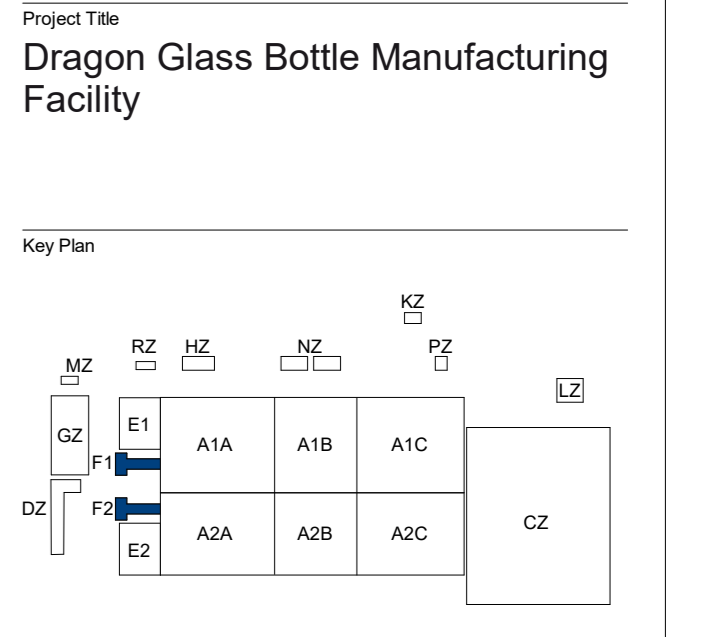 Project Title
Dragon Glass Bottle Manufacturing
Facility
Key Plan
KZ
RZ HZ NZ PZ
MZ
LZ
E1
GZ A1A A1B A1C
F1
DZ F2
CZ
A2A A2B A2C
E2